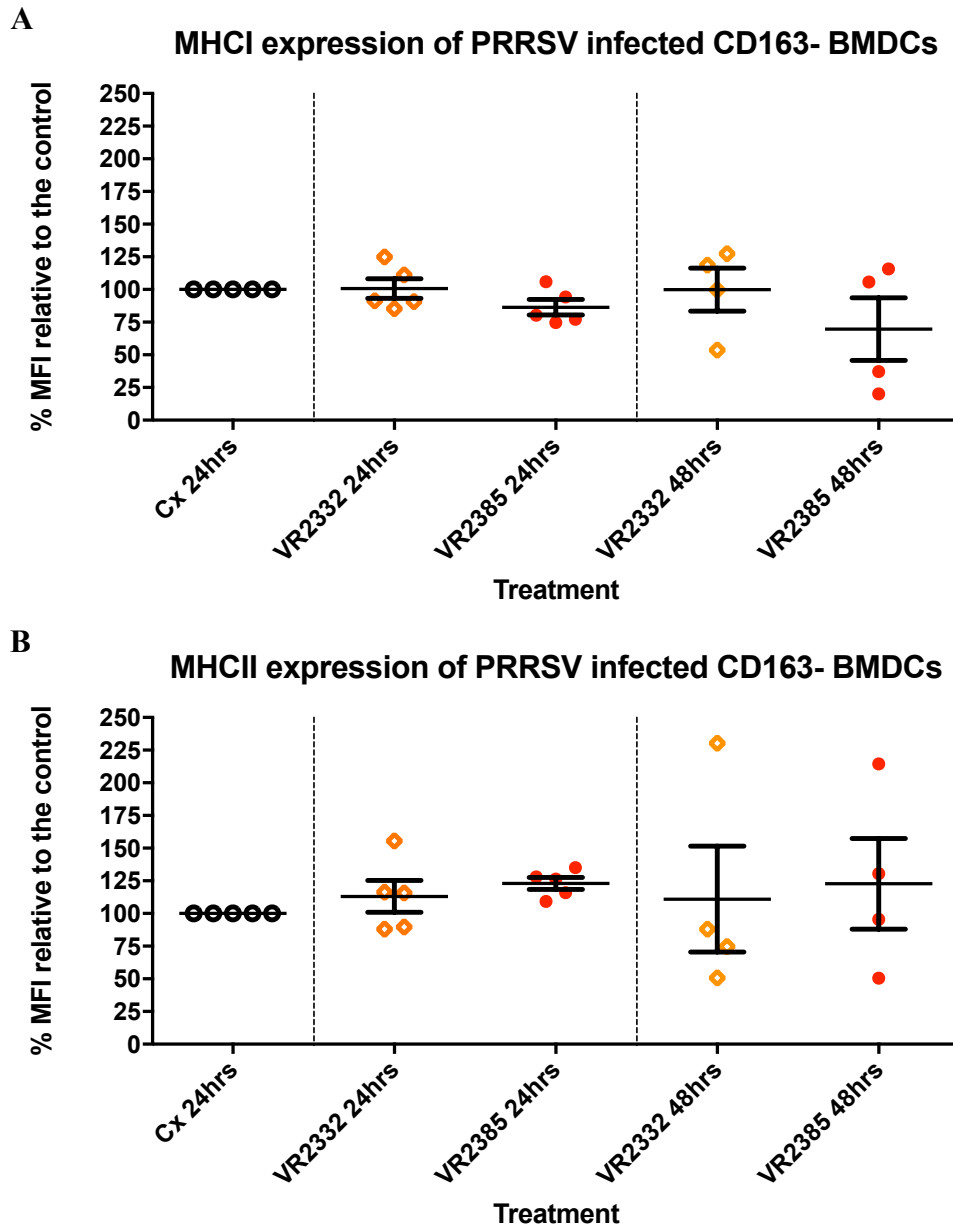 A
MHCI expression of PRRSV infected CD163- BMDCs
% MFI relative to the control
250
225
200
175
150
125
100
75
50
25
0
Cx 24hrs
VR2332 24hrs
VR2385 24hrs
VR2332 48hrs
VR2385 48hrs
Treatment
B
MHCII expression of PRRSV infected CD163- BMDCs
% MFI relative to the control
250
225
200
175
150
125
100
75
50
25
0
Cx 24hrs
VR2332 24hrs
VR2385 24hrs
VR2332 48hrs
VR2385 48hrs
Treatment